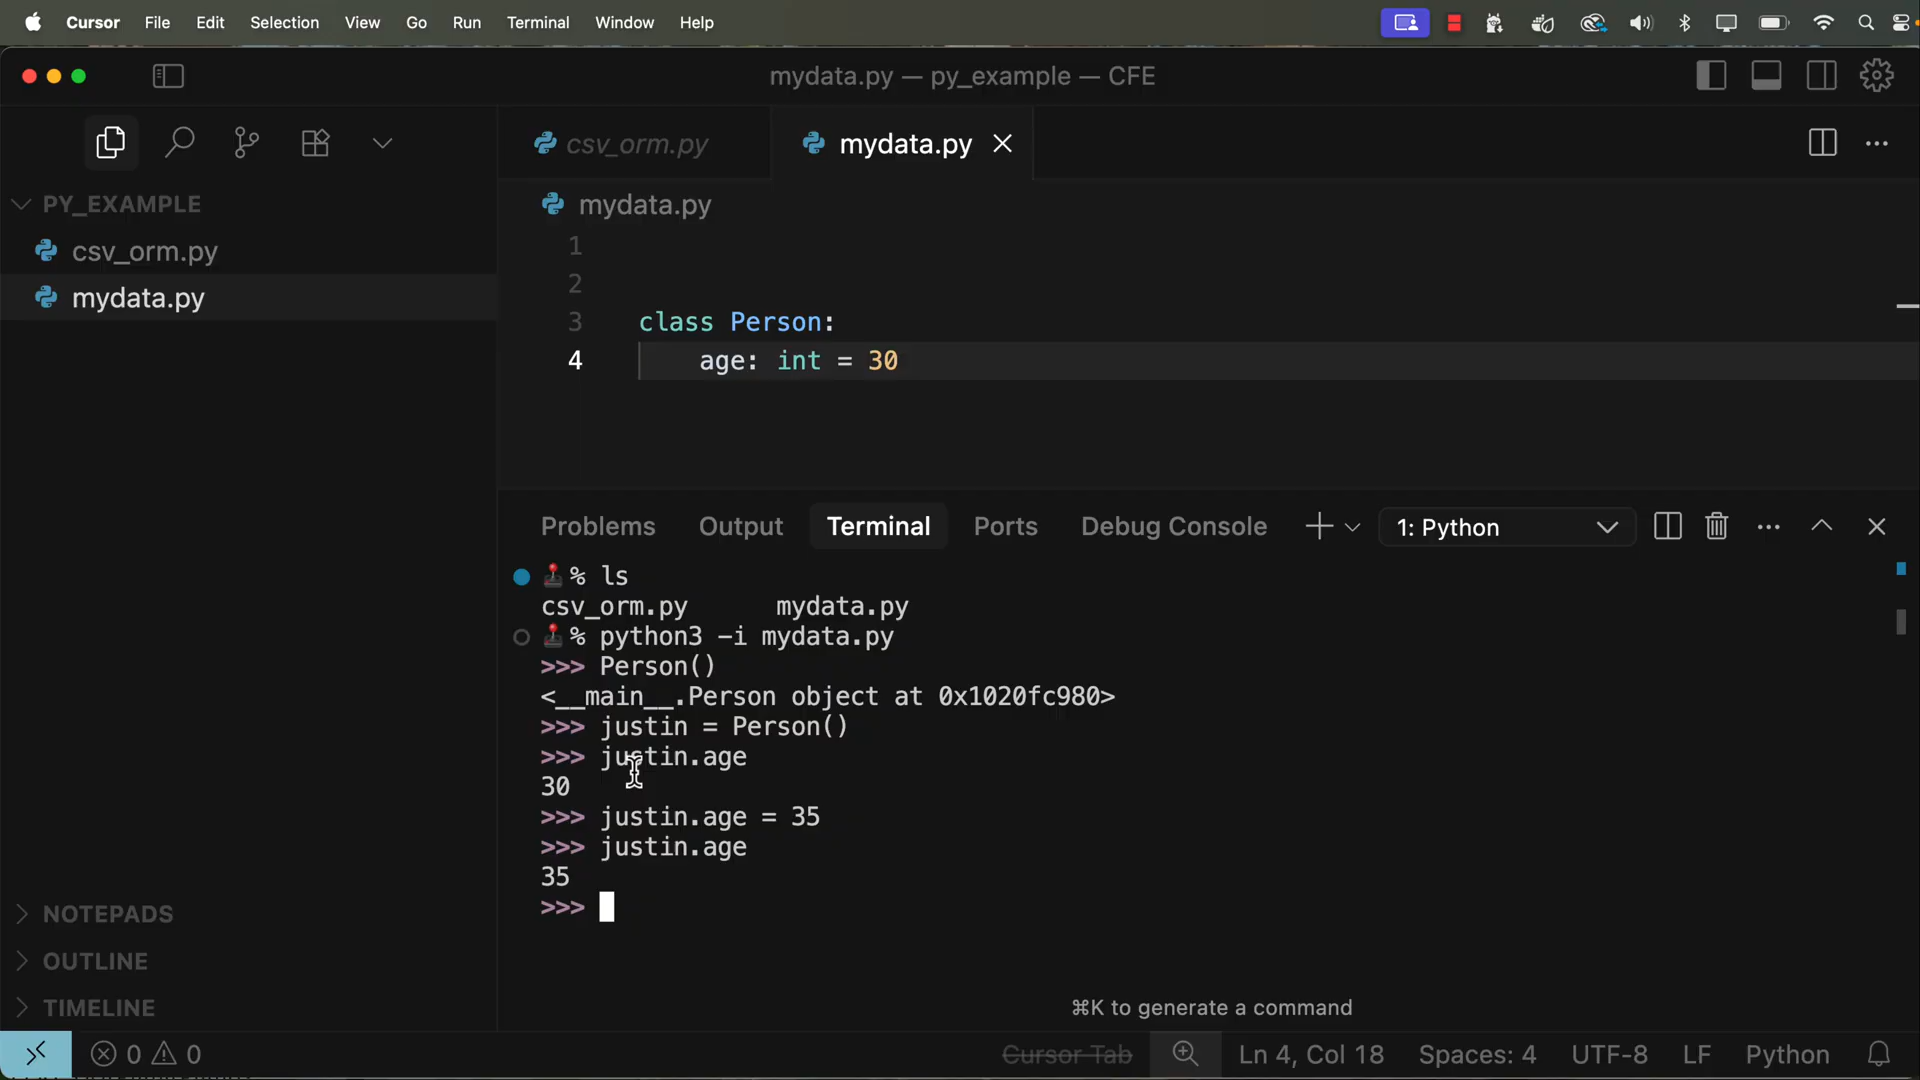 Cursor File Edit Selection View Go Run Terminal Window Help
mydata.py — py_example — CFE
csv_orm.py mydata.py
PY_EXAMPLE
csv_orm.py
mydata.py
NOTEPADS
OUTLINE
TIMELINE
mydata.py
1
2
3 class Person:
4 age: int = 30
Problems Output Terminal Ports Debug Console 1: Python
% ls
csv_orm.py mydata.py
% python3 -i mydata.py
>>> Person()
<__main__.Person object at 0x1020fc980>
>>> justin = Person()
>>> justin.age
30
>>> justin.age = 35
>>> justin.age
35
>>>
⌘K to generate a command
0 0 Cursor Tab Ln 4, Col 18 Spaces: 4 UTF-8 LF Python